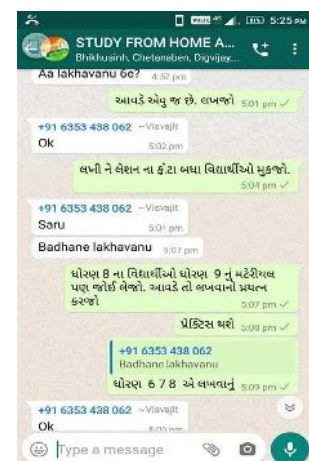 5:25 PM
STUDY FROM HOME A...
Bhikhusinh, Chetanaben, Digvijay,...
Aa lakhavanu 6e? 4:57 pm
આવડે એવુ જ છે. લખજો 5:01 pm
+91 6353 438 062 ~Visvajit
Ok 5:02 pm
લખી ને લેશન ના ફોટા બધા વિદ્યાર્થીઓ મુકજો.
5:04 pm
+91 6353 438 062 ~Visvajit
Saru 5:07 pm
Badhane lakhavanu 5:07 pm
ધોરણ 8 ના વિદ્યાર્થીઓ ધોરણ 9 નું મટેરીયલ
પણ જોઈ લેજો. આવડે તો લખવાનો પ્રયત્ન
કરજો 5:07 pm
પ્રેક્ટિસ થશે 5:08 pm
+91 6353 438 062
Badhane lakhavanu
ધોરણ 6 7 8 એ લખવાનું 5:09 pm
+91 6353 438 062 ~Visvajit
Ok
Type a message